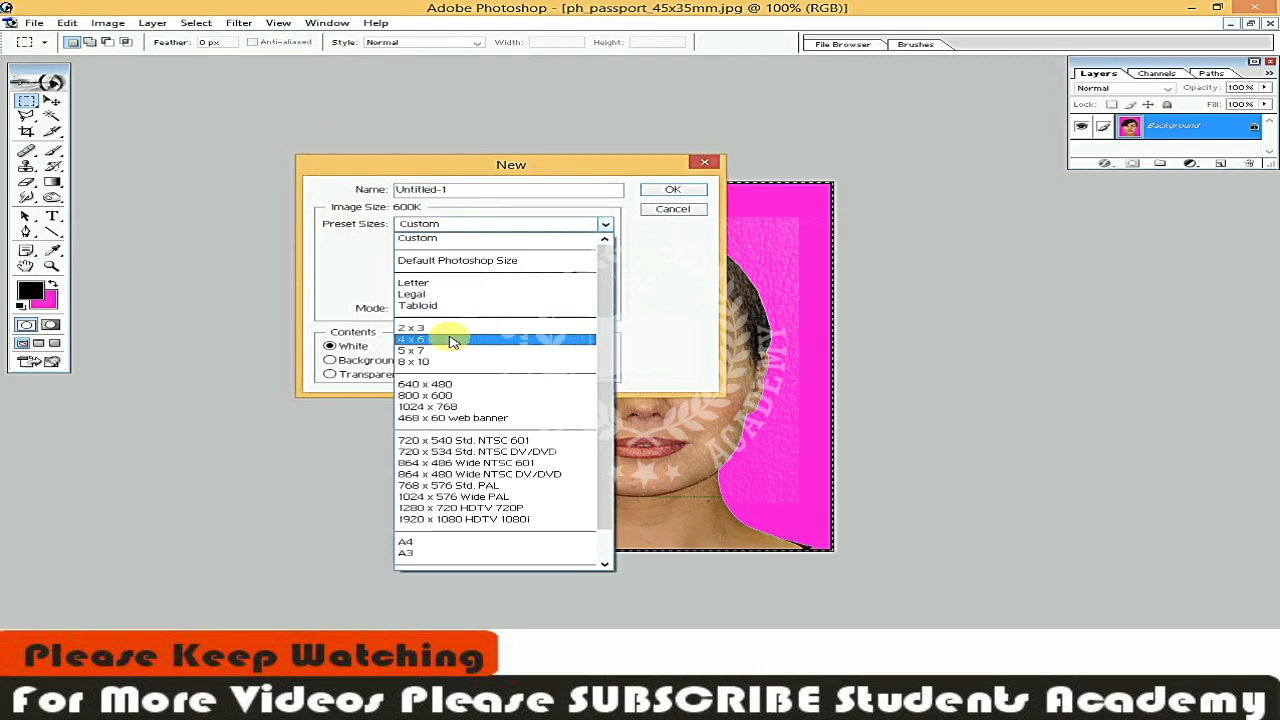 Adobe Photoshop - [ph_passport_45x35mm.jpg @ 100% (RGB)]
File Edit Image Layer Select Filter View Window Help
Feather: 0 px Anti-aliased Style: Normal Width: Height: File Browser Brushes
Layers Channels Paths
Normal Opacity: 100%
Lock: Fill: 100%
Background
New
Name: Untitled-1 OK
Image Size: 600K
Preset Sizes: Custom Cancel
Custom
Default Photoshop Size
Letter
Legal
Tabloid
Mode:
2 x 3
4 x 6
5 x 7
8 x 10
Contents
White
Backgroun
Transpare
640 x 480
800 x 600
1024 x 768
468 x 60 web banner
720 x 540 Std. NTSC 601
720 x 534 Std. NTSC DV/DVD
864 x 486 Wide NTSC 601
864 x 480 Wide NTSC DV/DVD
768 x 576 Std. PAL
1024 x 576 Wide PAL
1280 x 720 HDTV 720P
1920 x 1080 HDTV 1080i
A4
A3
ACADEMY
Please Keep Watching
For More Videos Please SUBSCRIBE Students Academy